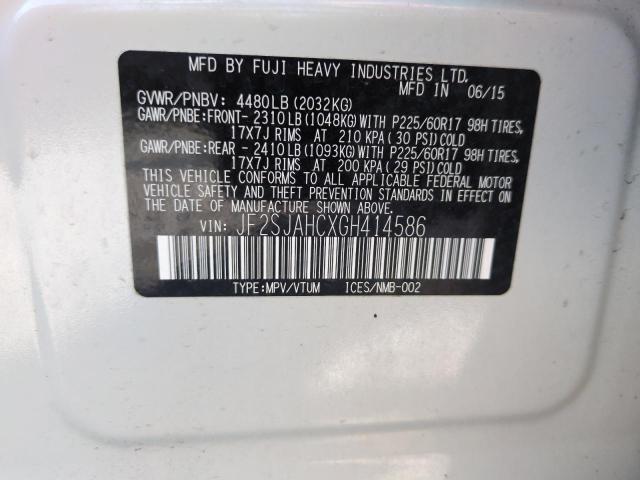 MFD BY FUJI HEAVY INDUSTRIES LTD.
MFD IN 06/15
GVWR/PNBV: 4480LB(2032KG)
GAWR/PNBE:FRONT- 2310LB(1048KG)WITH P225/60R17 98H TIRES,
17X7J RIMS AT 210 KPA(30 PSI)COLD
GAWR/PNBE:REAR - 2410LB(1093KG)WITH P225/60R17 98H TIRES,
17X7J RIMS AT 200 KPA(29 PSI)COLD
THIS VEHICLE CONFORMS TO ALL APPLICABLE FEDERAL MOTOR
VEHICLE SAFETY AND THEFT PREVENTION STANDARDS IN EFFECT ON
THE DATE OF MANUFACTURE SHOWN ABOVE.
VIN: JF2SJAHCXGH414586
TYPE:MPV/VTUM ICES/NMB-002